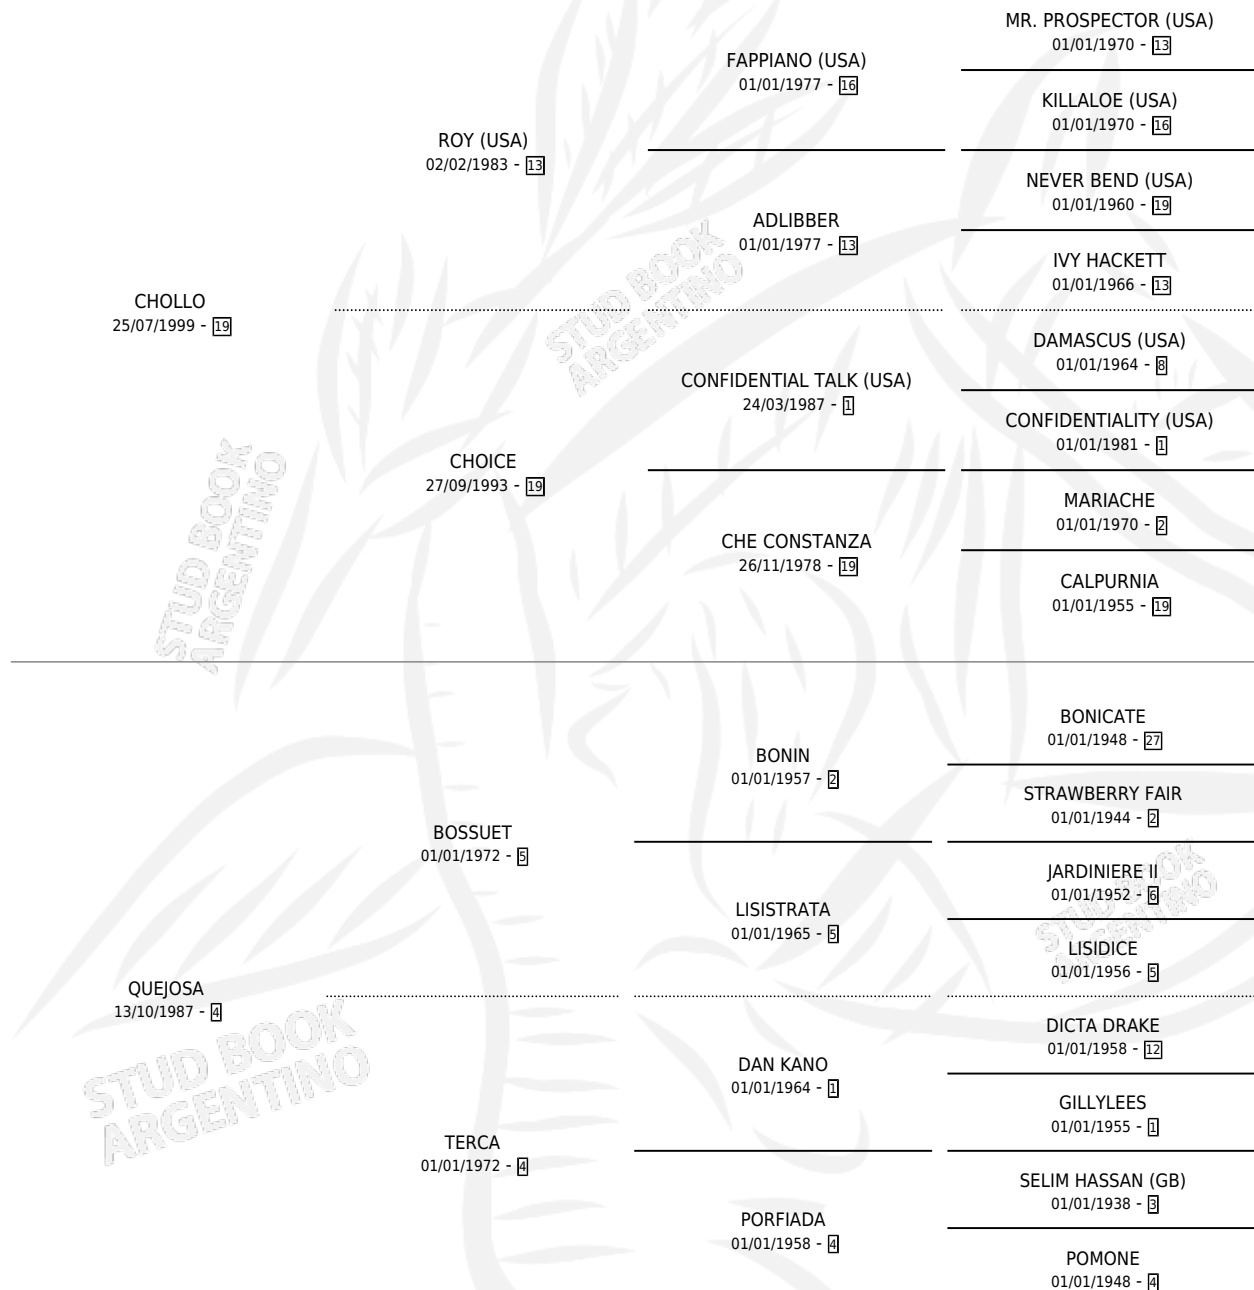 MR. PROSPECTOR (USA)
01/01/1970 - 13
FAPPIANO (USA)
01/01/1977 - 16
KILLALOE (USA)
01/01/1970 - 16
ROY (USA)
02/02/1983 - 13
NEVER BEND (USA)
01/01/1960 - 19
ADLIBBER
01/01/1977 - 13
IVY HACKETT
01/01/1966 - 13
CHOLLO
25/07/1999 - 19
DAMASCUS (USA)
01/01/1964 - 8
CONFIDENTIAL TALK (USA)
24/03/1987 - 1
CONFIDENTIALITY (USA)
01/01/1981 - 1
CHOICE
27/09/1993 - 19
MARIACHE
01/01/1970 - 2
CHE CONSTANZA
26/11/1978 - 19
CALPURNIA
01/01/1955 - 19
BONICATE
01/01/1948 - 27
BONIN
01/01/1957 - 2
STRAWBERRY FAIR
01/01/1944 - 2
BOSSUET
01/01/1972 - 5
JARDINIERE II
01/01/1952 - 6
LISISTRATA
01/01/1965 - 5
LISIDICE
01/01/1956 - 5
QUEJOSA
13/10/1987 - 4
DICTA DRAKE
01/01/1958 - 12
DAN KANO
01/01/1964 - 1
GILLYLEES
01/01/1955 - 1
TERCA
01/01/1972 - 4
SELIM HASSAN (GB)
01/01/1938 - 3
PORFIADA
01/01/1958 - 4
POMONE
01/01/1948 - 4
STUD BOOK
ARGENTINO
STUD BOOK
ARGENTINO
STUD BOOK
ARGENTINO
STUD BOOK
ARGENTINO